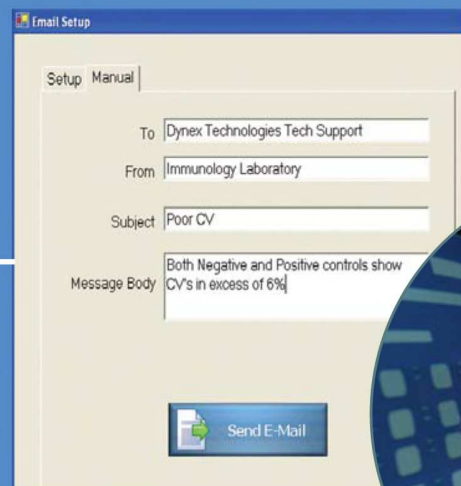 Email Setup
Setup Manual
To Dynex Technologies Tech Support
From Immunology Laboratory
Subject Poor CV
Message Body Both Negative and Positive controls show
CV's in excess of 6%
Send E-Mail